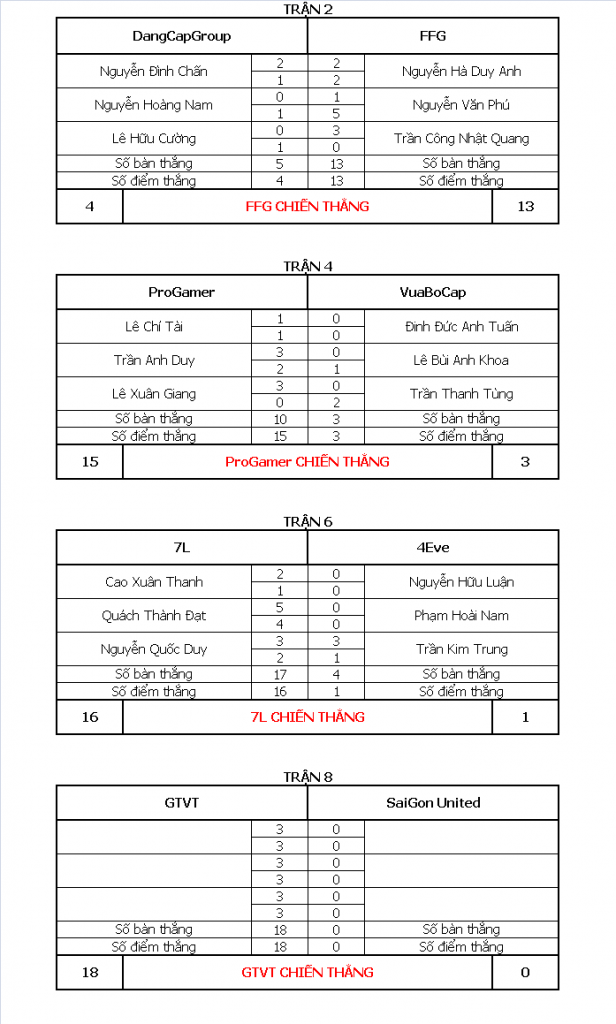 TRẬN 2
DangCapGroup FFG
Nguyễn Đình Chấn 2 2 Nguyễn Hà Duy Anh
1 2
Nguyễn Hoàng Nam 0 1 Nguyễn Văn Phú
1 5
Lê Hữu Cường 0 3 Trần Công Nhật Quang
1 0
Số bàn thắng 5 13 Số bàn thắng
Số điểm thắng 4 13 Số điểm thắng
4 FFG CHIẾN THẮNG 13
TRẬN 4
ProGamer VuaBoCap
Lê Chí Tài 1 0 Đinh Đức Anh Tuấn
1 0
Trần Anh Duy 3 0 Lê Bùi Anh Khoa
2 1
Lê Xuân Giang 3 0 Trần Thanh Tùng
0 2
Số bàn thắng 10 3 Số bàn thắng
Số điểm thắng 15 3 Số điểm thắng
15 ProGamer CHIẾN THẮNG 3
TRẬN 6
7L 4Eve
Cao Xuân Thanh 2 0 Nguyễn Hữu Luận
1 0
Quách Thành Đạt 5 0 Phạm Hoài Nam
4 0
Nguyễn Quốc Duy 3 3 Trần Kim Trung
2 1
Số bàn thắng 17 4 Số bàn thắng
Số điểm thắng 16 1 Số điểm thắng
16 7L CHIẾN THẮNG 1
TRẬN 8
GTVT SaiGon United
3 0
3 0
3 0
3 0
3 0
3 0
Số bàn thắng 18 0 Số bàn thắng
Số điểm thắng 18 0 Số điểm thắng
18 GTVT CHIẾN THẮNG 0